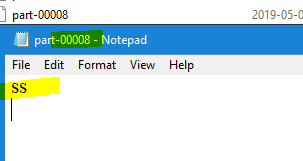 part-00008 2019-05-0
part-00008 - Notepad
File Edit Format View Help
SS